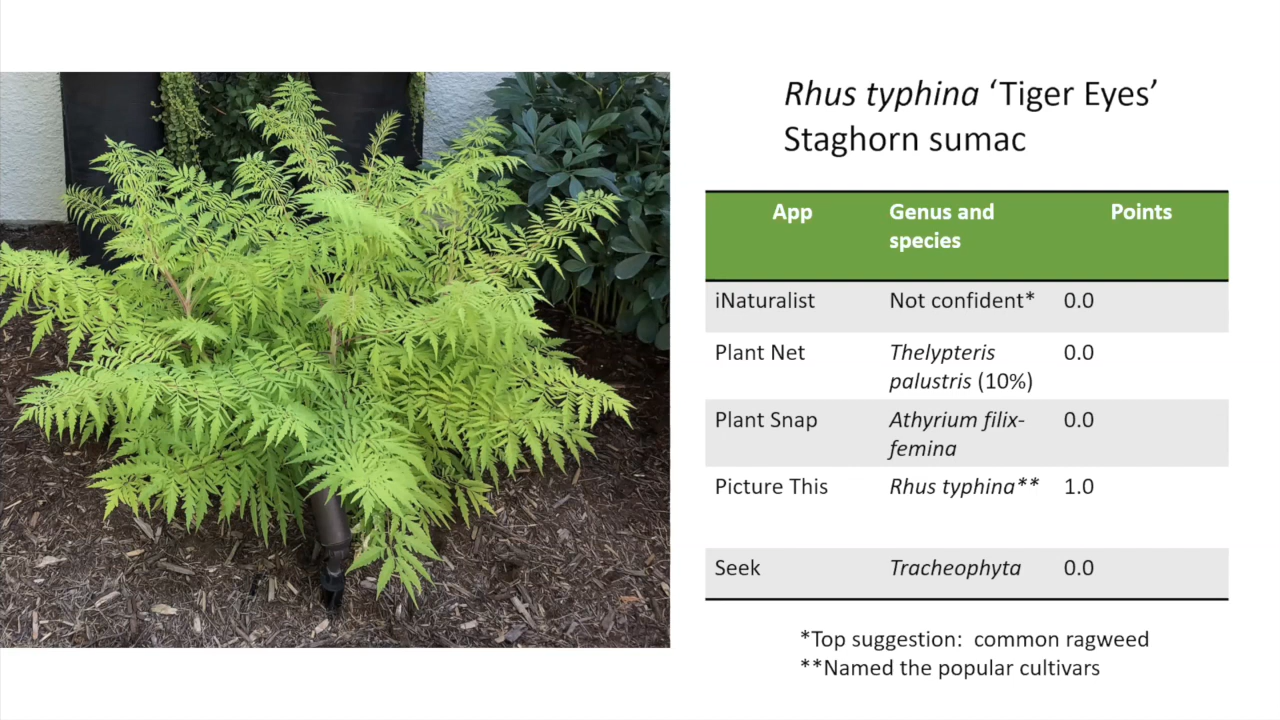 Rhus typhina ‘Tiger Eyes’
Staghorn sumac
App Genus and Points
species
iNaturalist Not confident* 0.0
Plant Net Thelypteris 0.0
palustris (10%)
Plant Snap Athyrium filix- 0.0
femina
Picture This Rhus typhina** 1.0
Seek Tracheophyta 0.0
*Top suggestion: common ragweed
**Named the popular cultivars